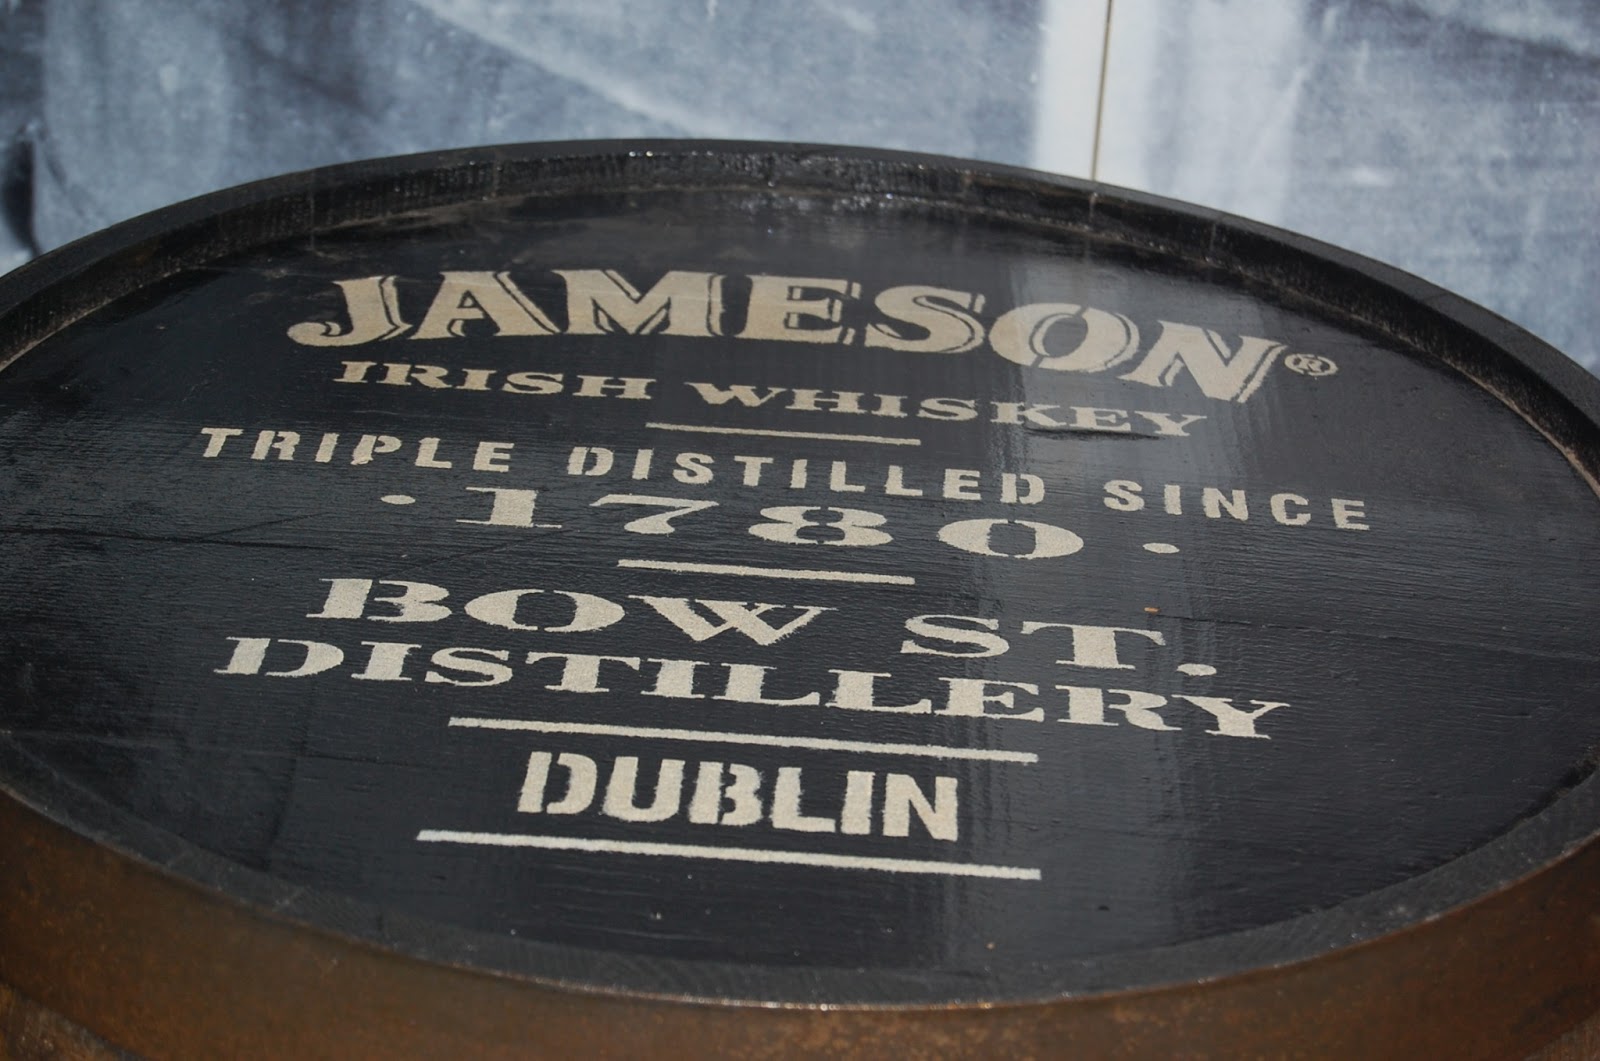 JAMESON®
IRISH WHISKEY
TRIPLE DISTILLED SINCE
· 1780 ·
BOW ST.
DISTILLERY
DUBLIN